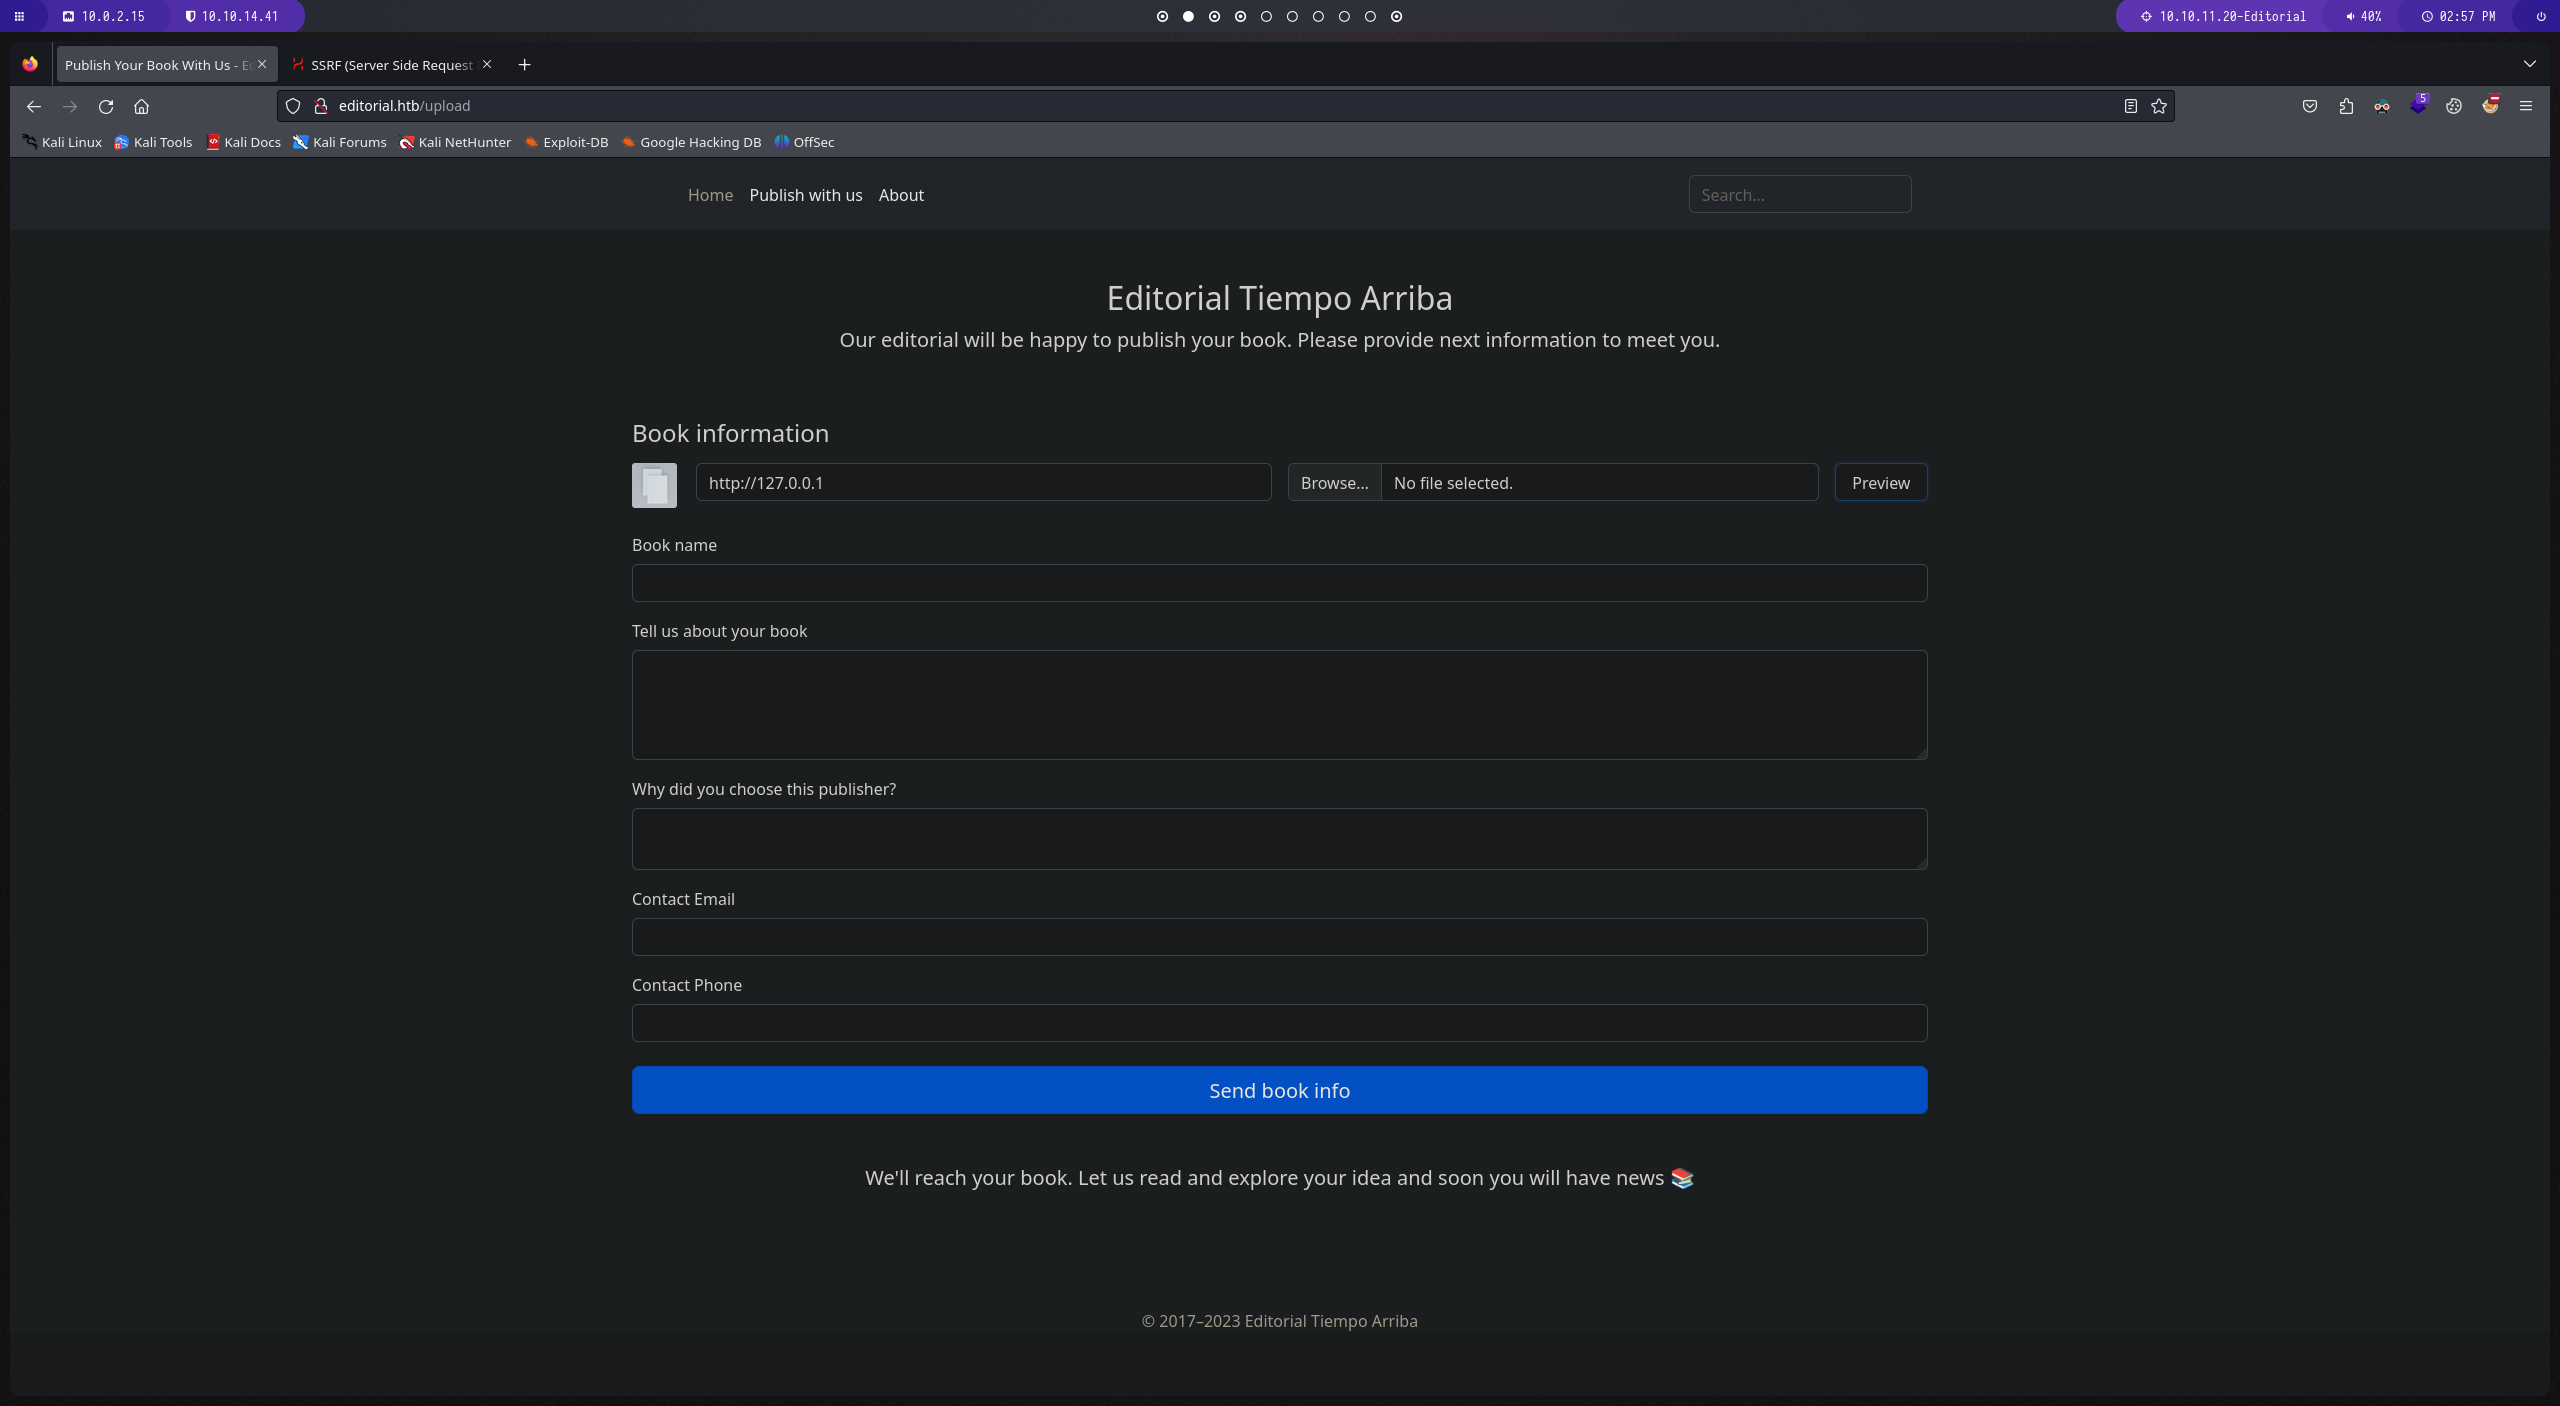 10.0.2.15 10.10.14.41 10.10.11.20-Editorial 40% 02:57 PM
Publish Your Book With Us - SSRF (Server Side Request
editorial.htb/upload 5
Kali Linux Kali Tools Kali Docs Kali Forums Kali NetHunter Exploit-DB Google Hacking DB OffSec
Home Publish with us About Search...
Editorial Tiempo Arriba
Our editorial will be happy to publish your book. Please provide next information to meet you.
Book information
http://127.0.0.1 Browse... No file selected. Preview
Book name
Tell us about your book
Why did you choose this publisher?
Contact Email
Contact Phone
Send book info
We'll reach your book. Let us read and explore your idea and soon you will have news 📚
© 2017–2023 Editorial Tiempo Arriba